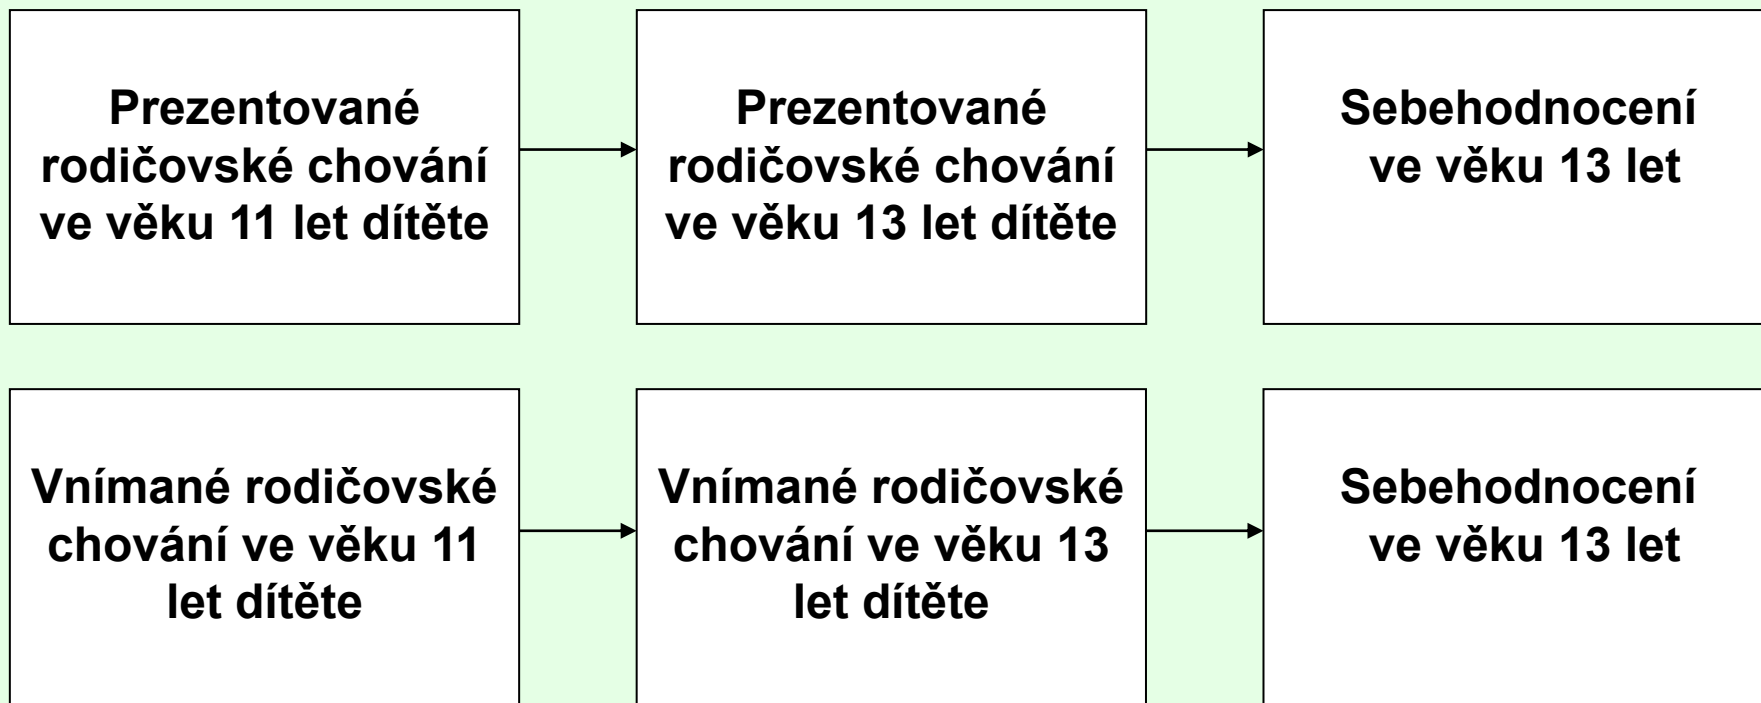 Prezentované
rodičovské chování
ve věku 11 let dítěte
Prezentované
rodičovské chování
ve věku 13 let dítěte
Sebehodnocení
ve věku 13 let
Vnímané rodičovské
chování ve věku 11
let dítěte
Vnímané rodičovské
chování ve věku 13
let dítěte
Sebehodnocení
ve věku 13 let